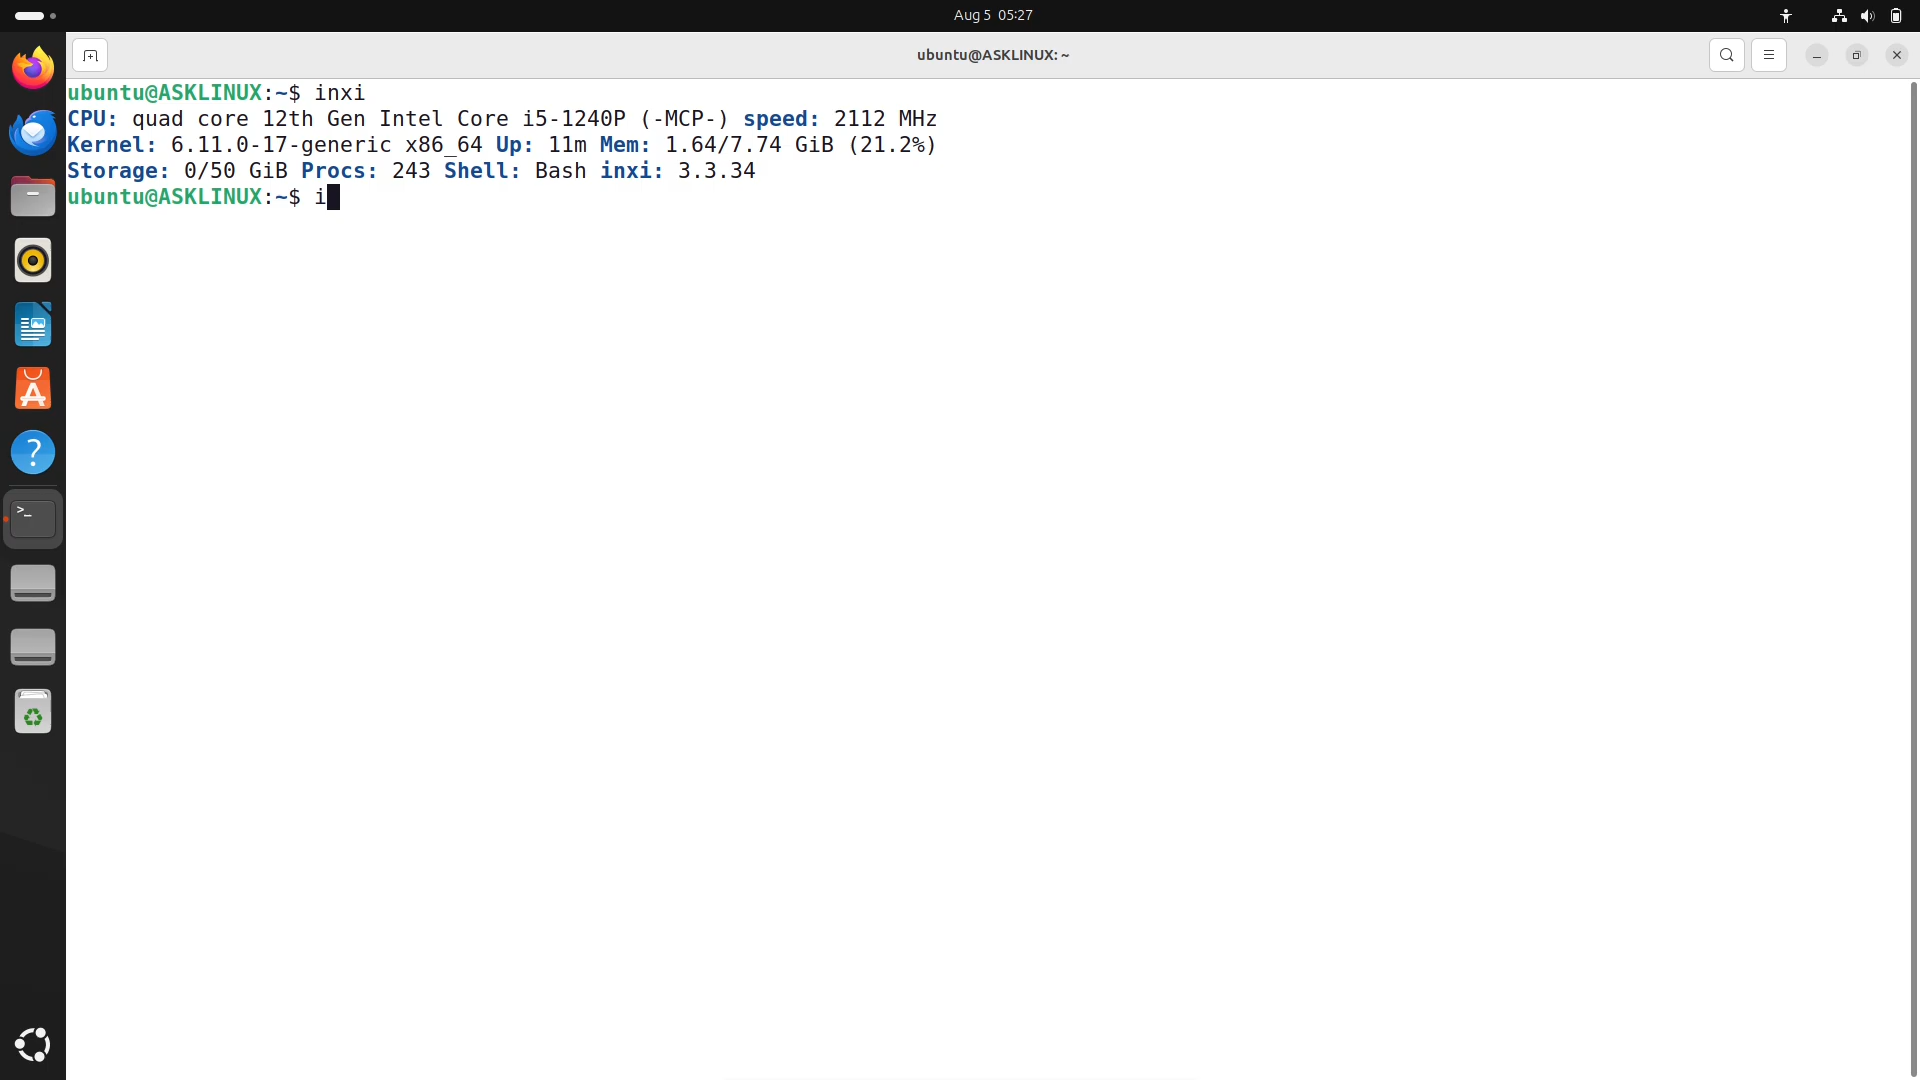 Aug 5 05:27
ubuntu@ASKLINUX: ~
ubuntu@ASKLINUX:~$ inxi
CPU: quad core 12th Gen Intel Core i5-1240P (-MCP-) speed: 2112 MHz
Kernel: 6.11.0-17-generic x86_64 Up: 11m Mem: 1.64/7.74 GiB (21.2%)
Storage: 0/50 GiB Procs: 243 Shell: Bash inxi: 3.3.34
ubuntu@ASKLINUX:~$ i